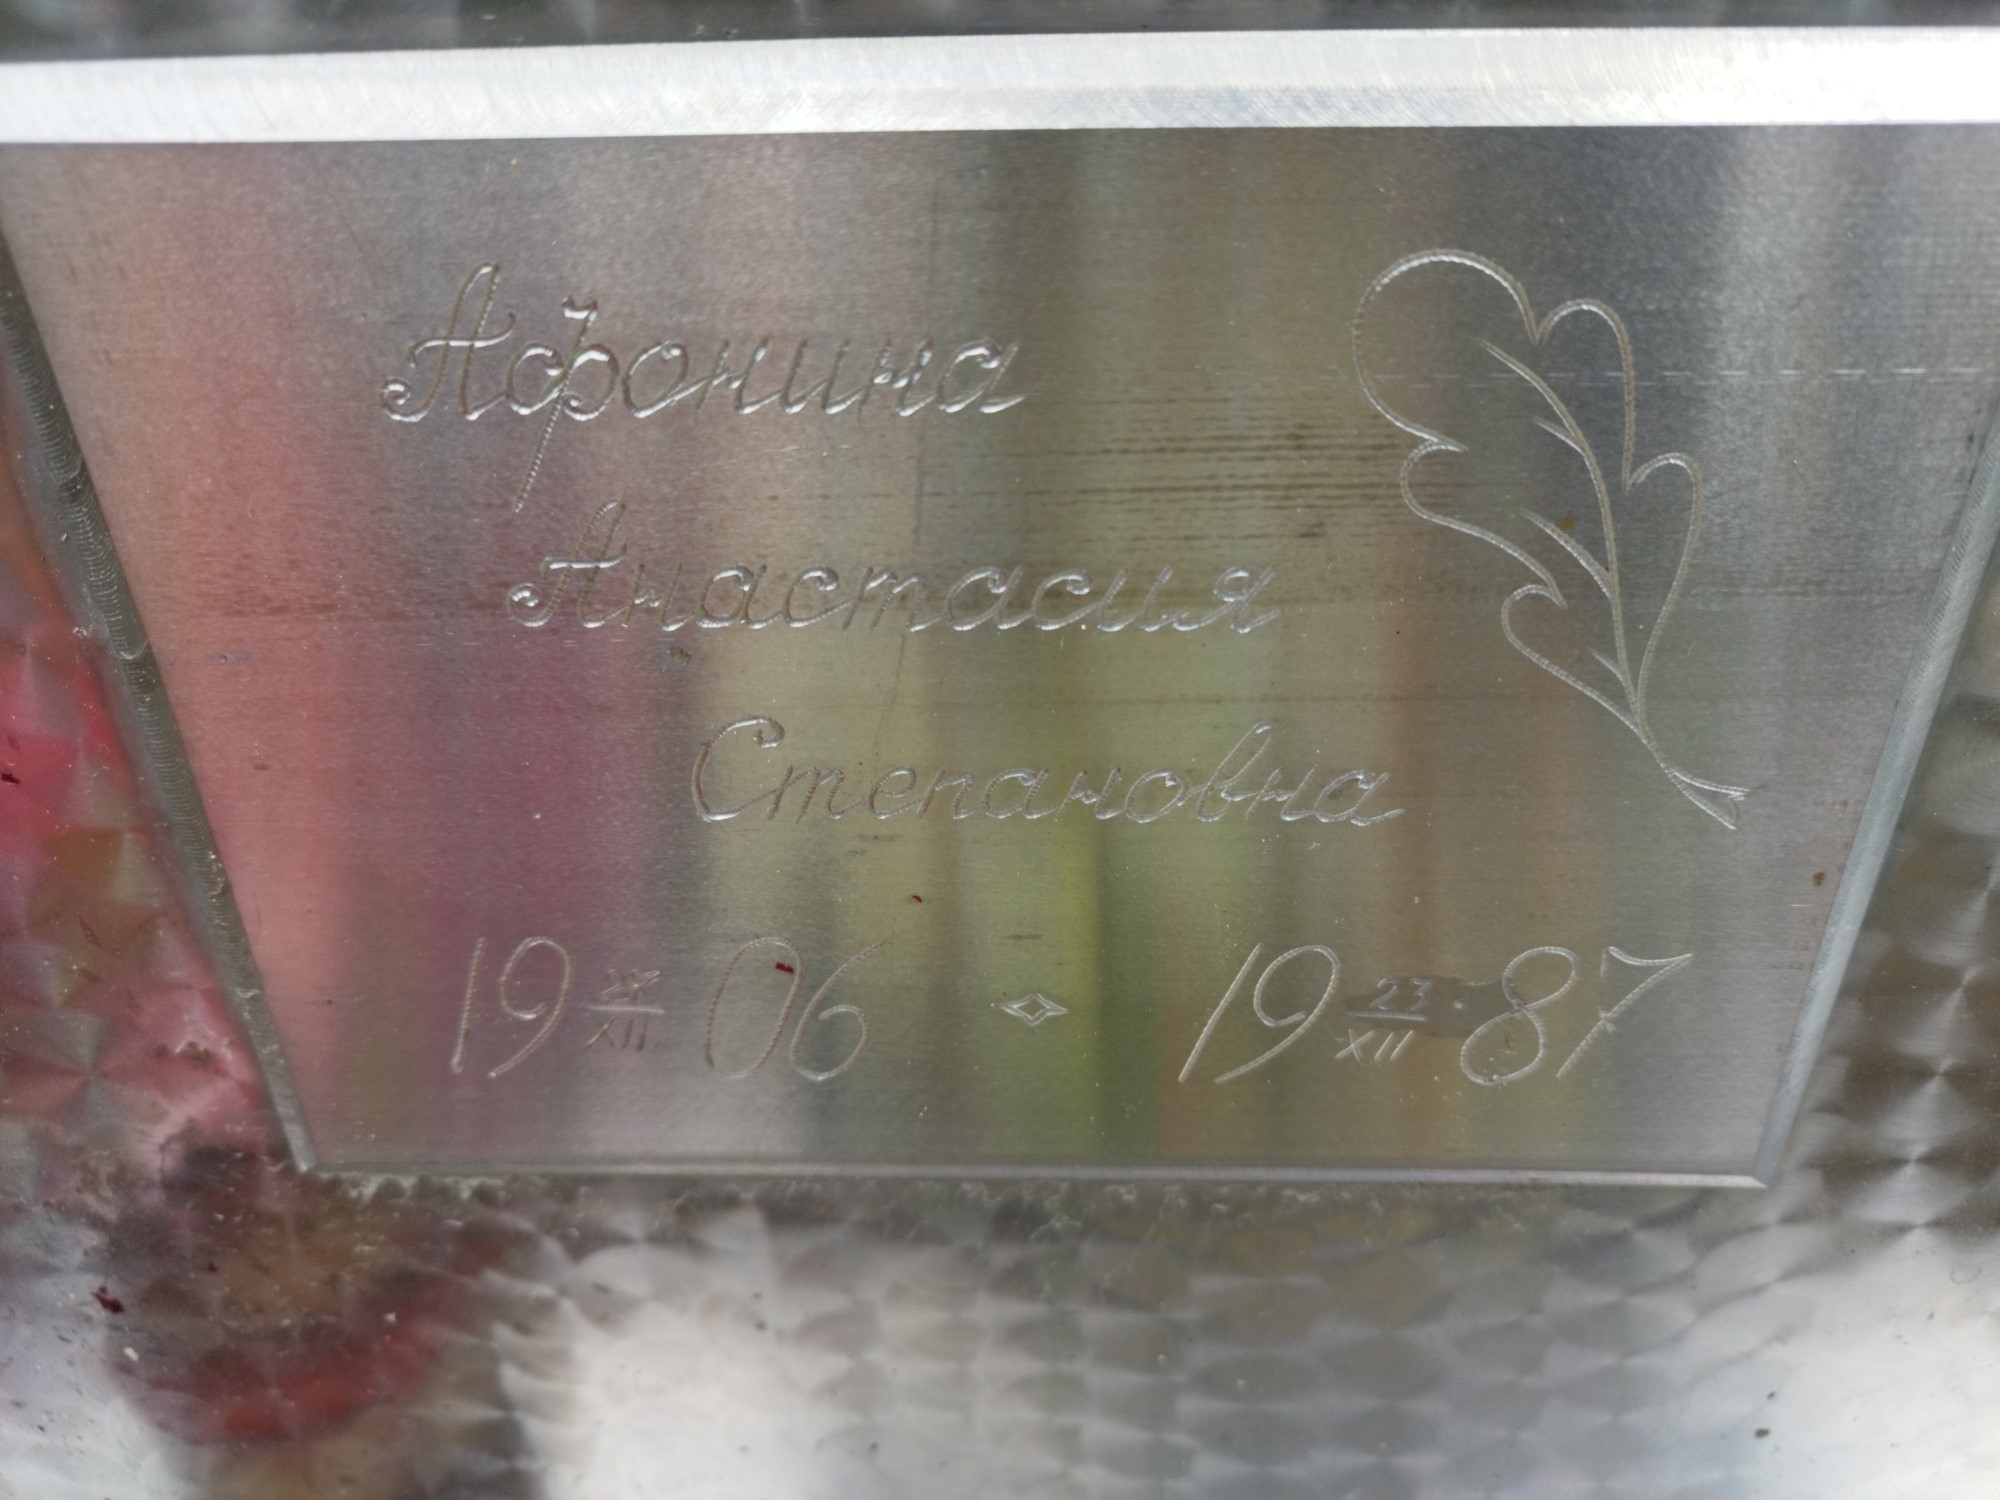 Афонина
Анастасия
Степановна
19 XII 06 19 23 XII 87